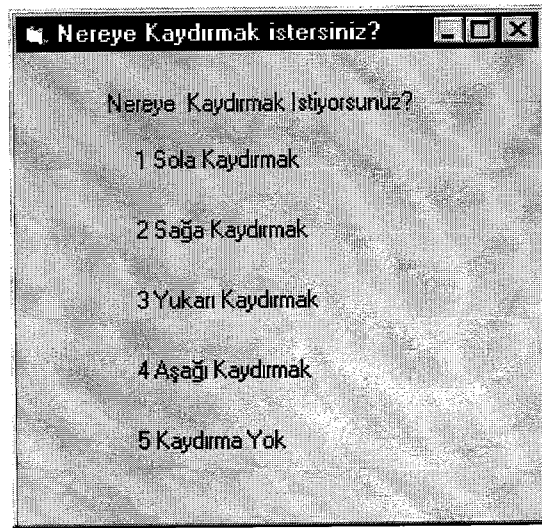 Nereye Kaydırmak istersiniz?
Nereye Kaydırmak Istiyorsunuz?
1 Sola Kaydırmak
2 Sağa Kaydırmak
3 Yukarı Kaydırmak
4 Aşağı Kaydırmak
5 Kaydırma Yok